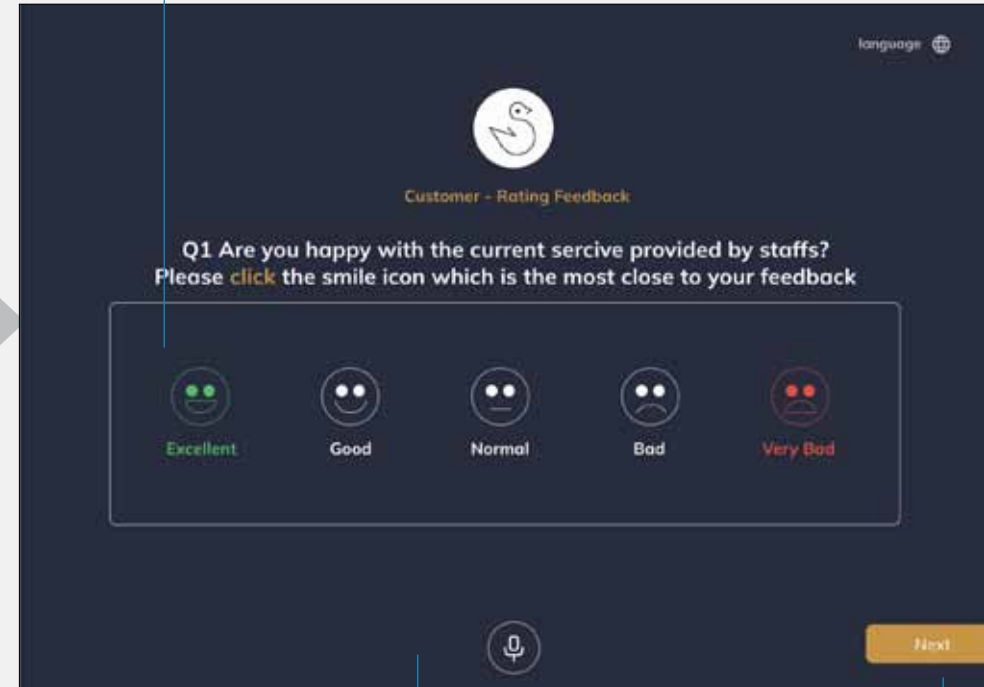 language
Customer - Rating Feedback
Q1 Are you happy with the current sercive provided by staffs?
Please click the smile icon which is the most close to your feedback
Excellent Good Normal Bad Very Bad
Next